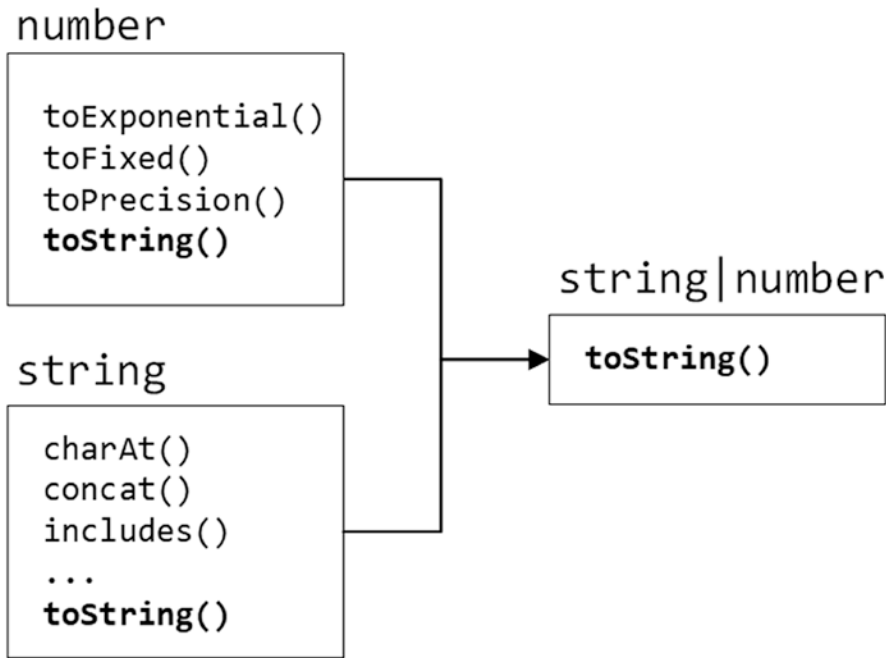 number
toExponential()
toFixed()
toPrecision()
toString()
string
charAt()
concat()
includes()
...
toString()
string|number
toString()